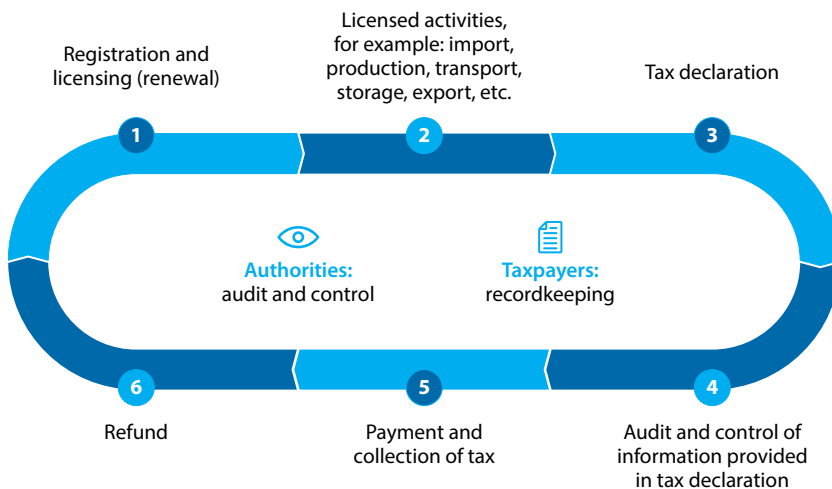 Registration and
licensing (renewal)
Licensed activities,
for example: import,
production, transport,
storage, export, etc.
Tax declaration
1
2
3
Authorities:
audit and control
Taxpayers:
recordkeeping
6
5
4
Refund
Payment and
collection of tax
Audit and control of
information provided
in tax declaration